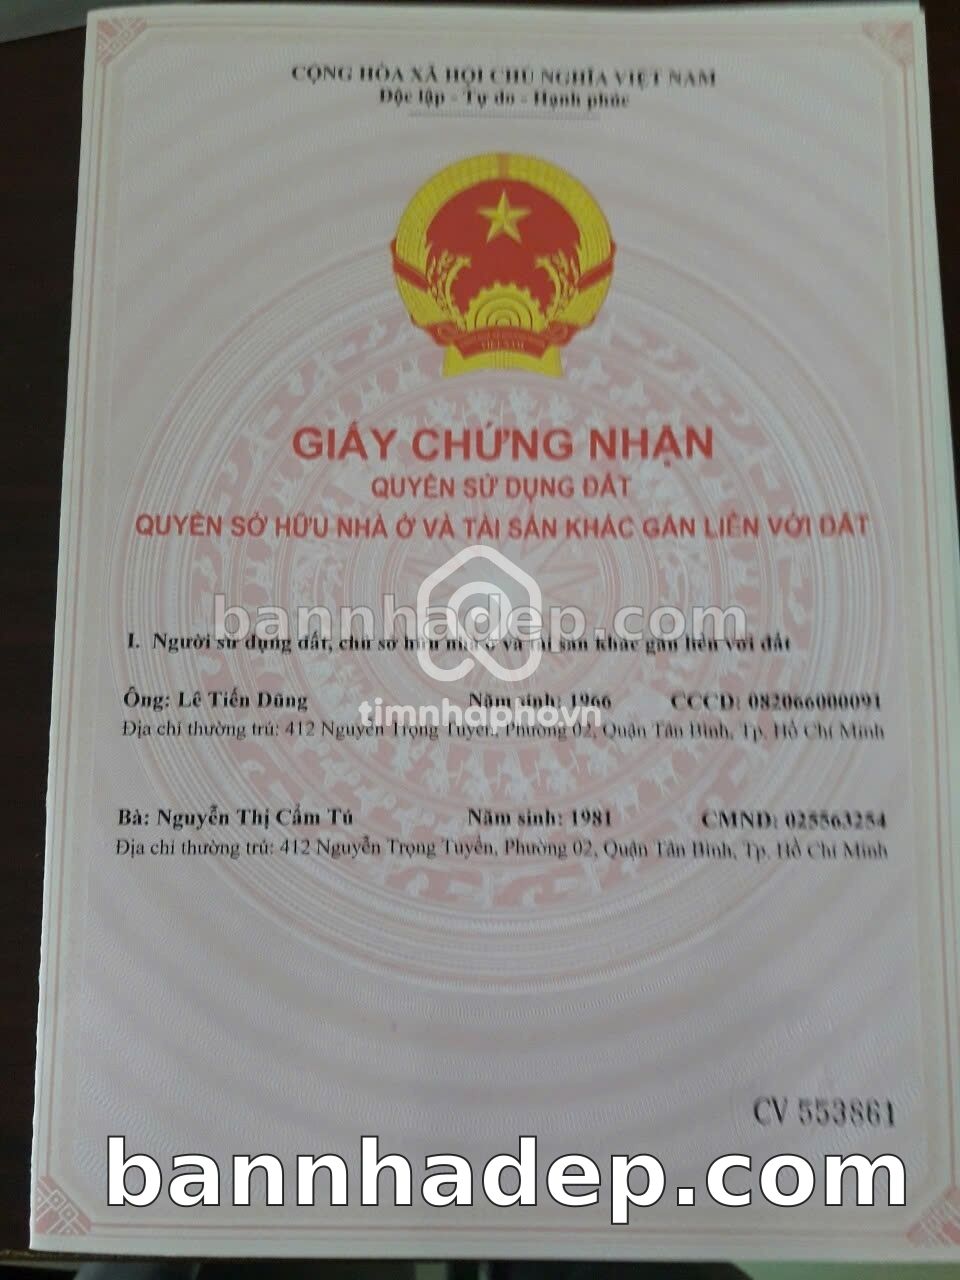 CỘNG HÒA XÃ HỘI CHỦ NGHĨA VIỆT NAM
Độc lập - Tự do - Hạnh phúc
VIỆT NAM
GIẤY CHỨNG NHẬN
QUYỀN SỬ DỤNG ĐẤT
QUYỀN SỞ HỮU NHÀ Ở VÀ TÀI SẢN KHÁC GẮN LIỀN VỚI ĐẤT
bannhadep.com
I. Người sử dụng đất, chủ sở hữu nhà ở và tài sản khác gắn liền với đất
Ông: Lê Tiến Dũng Năm sinh: 1966 CCCD: 082066000091
timnhaphovn
Địa chỉ thường trú: 412 Nguyễn Trọng Tuyển, Phường 02, Quận Tân Bình, Tp. Hồ Chí Minh
Bà: Nguyễn Thị Cẩm Tú Năm sinh: 1981 CMND: 025563254
Địa chỉ thường trú: 412 Nguyễn Trọng Tuyển, Phường 02, Quận Tân Bình, Tp. Hồ Chí Minh
CV 553861
bannhadep.com